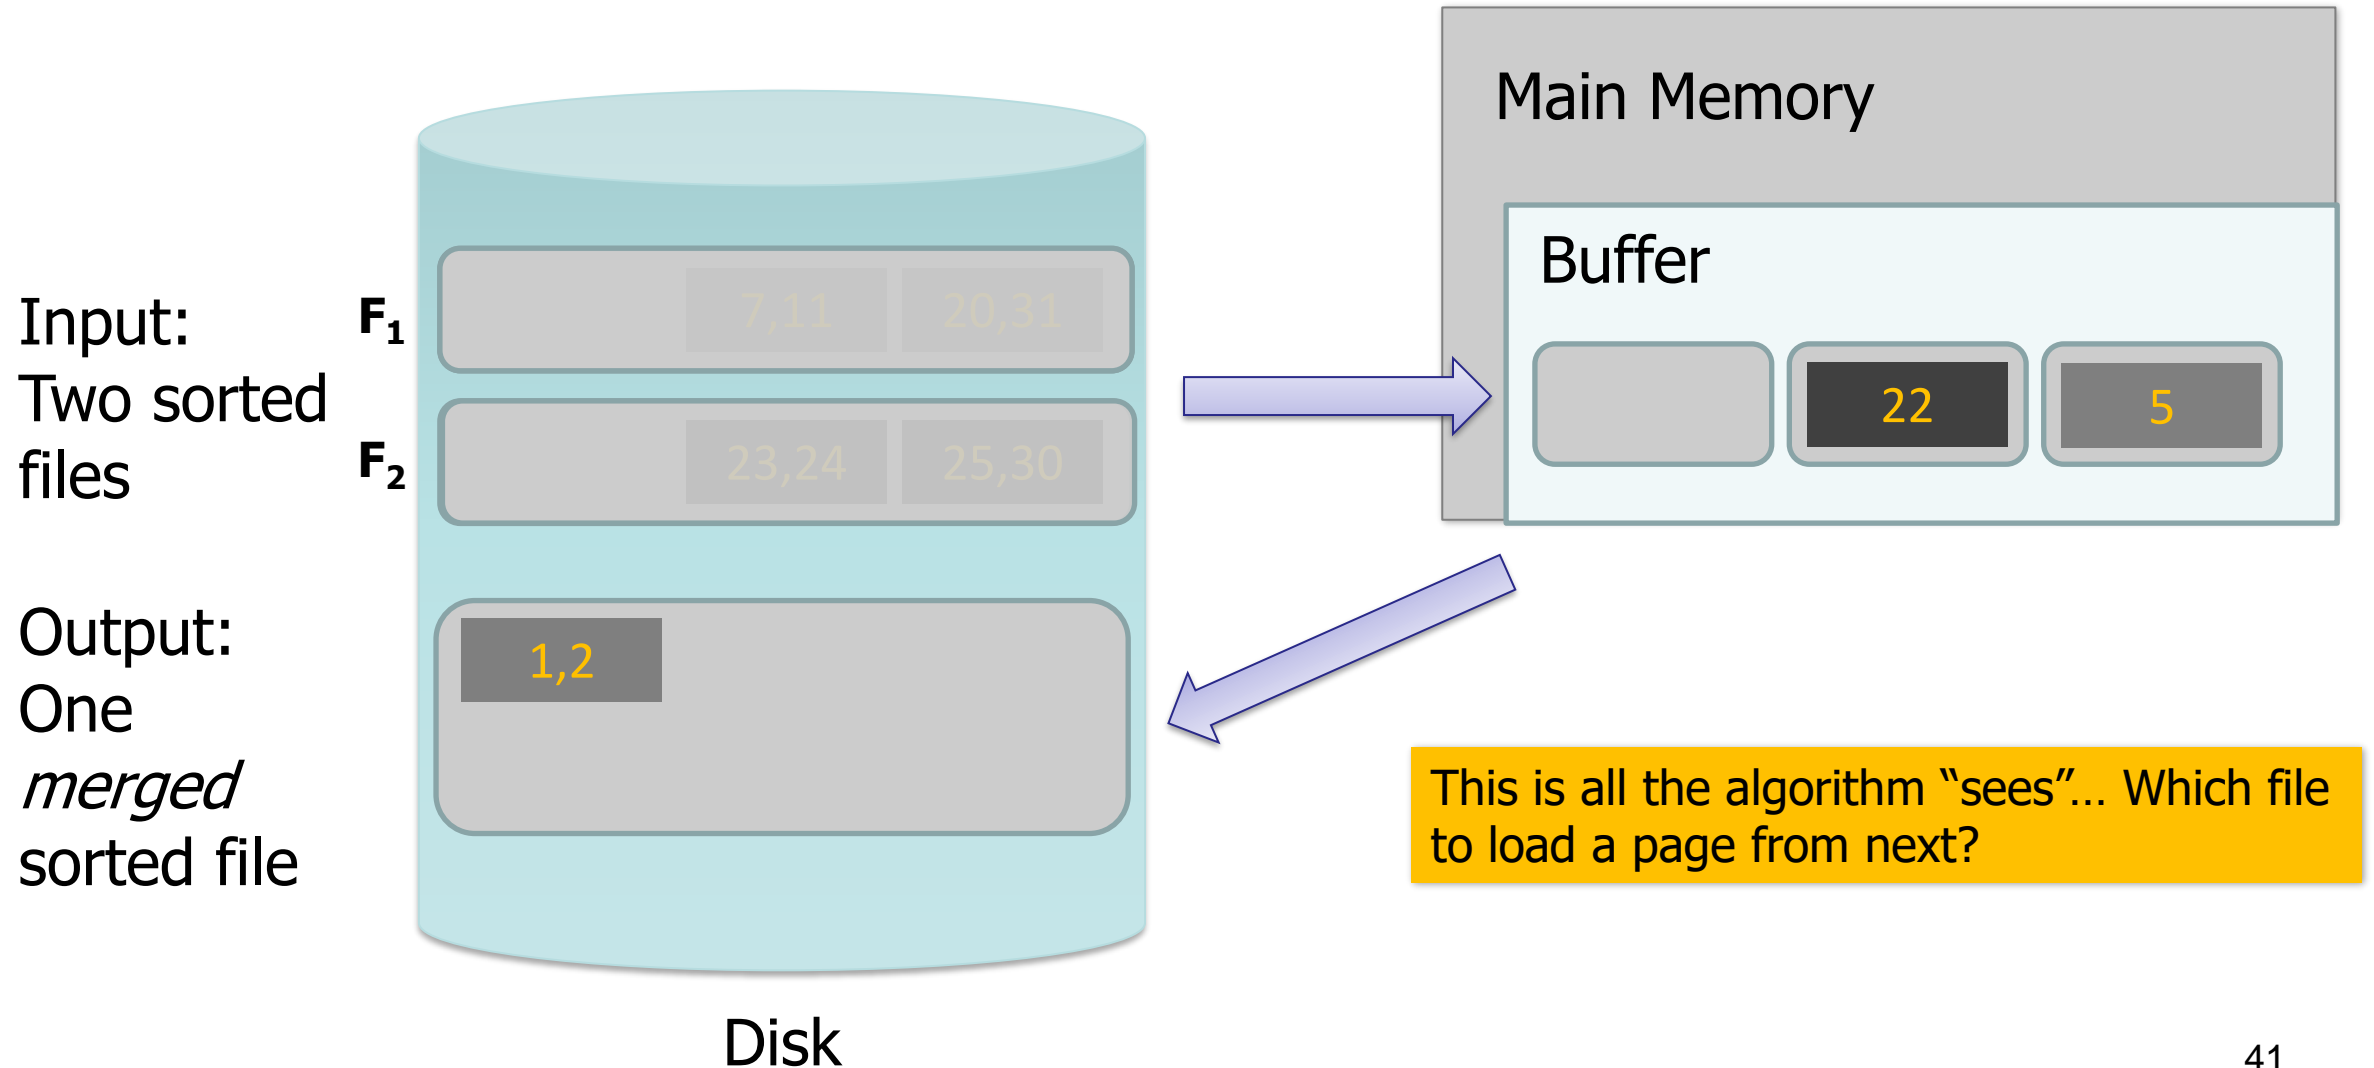 Main Memory
Buffer
22
5
Input:
Two sorted
files
F₁
7,11
20,31
F₂
23,24
25,30
Output:
One
merged
sorted file
1,2
This is all the algorithm “sees”… Which file
to load a page from next?
Disk
41